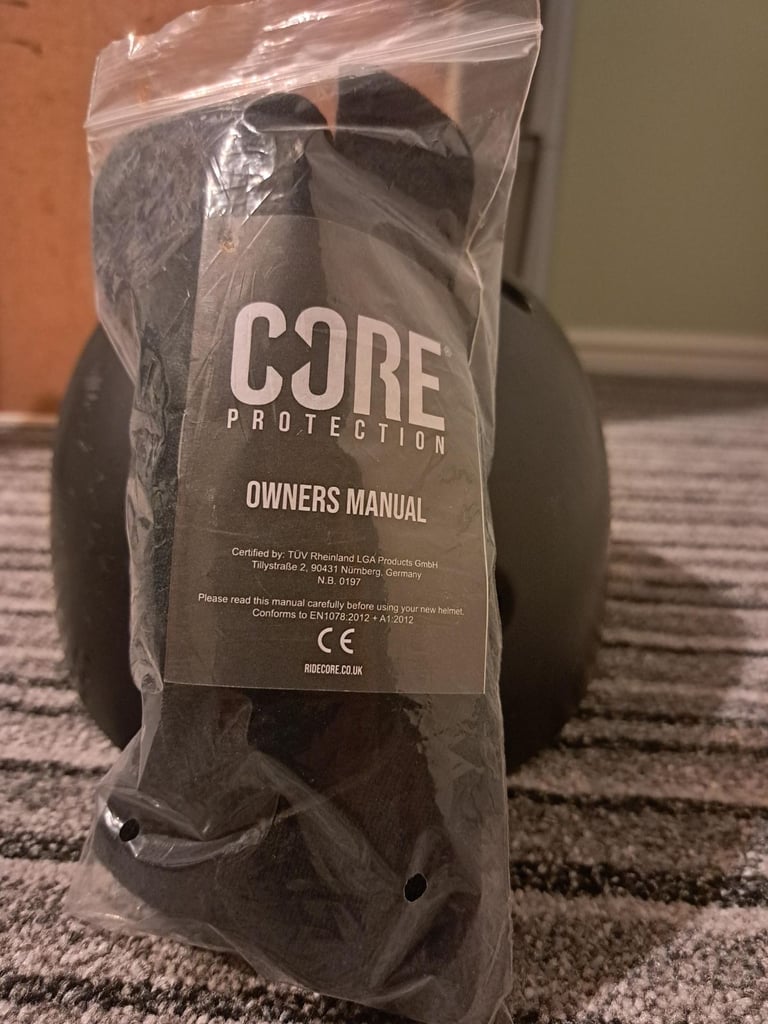 CORE®
PROTECTION
OWNERS MANUAL
Certified by: TÜV Rheinland LGA Products GmbH
Tillystraße 2, 90431 Nürnberg, Germany
N.B. 0197
Please read this manual carefully before using your new helmet.
Conforms to EN1078:2012 + A1:2012
CE
RIDECORE.CO.UK